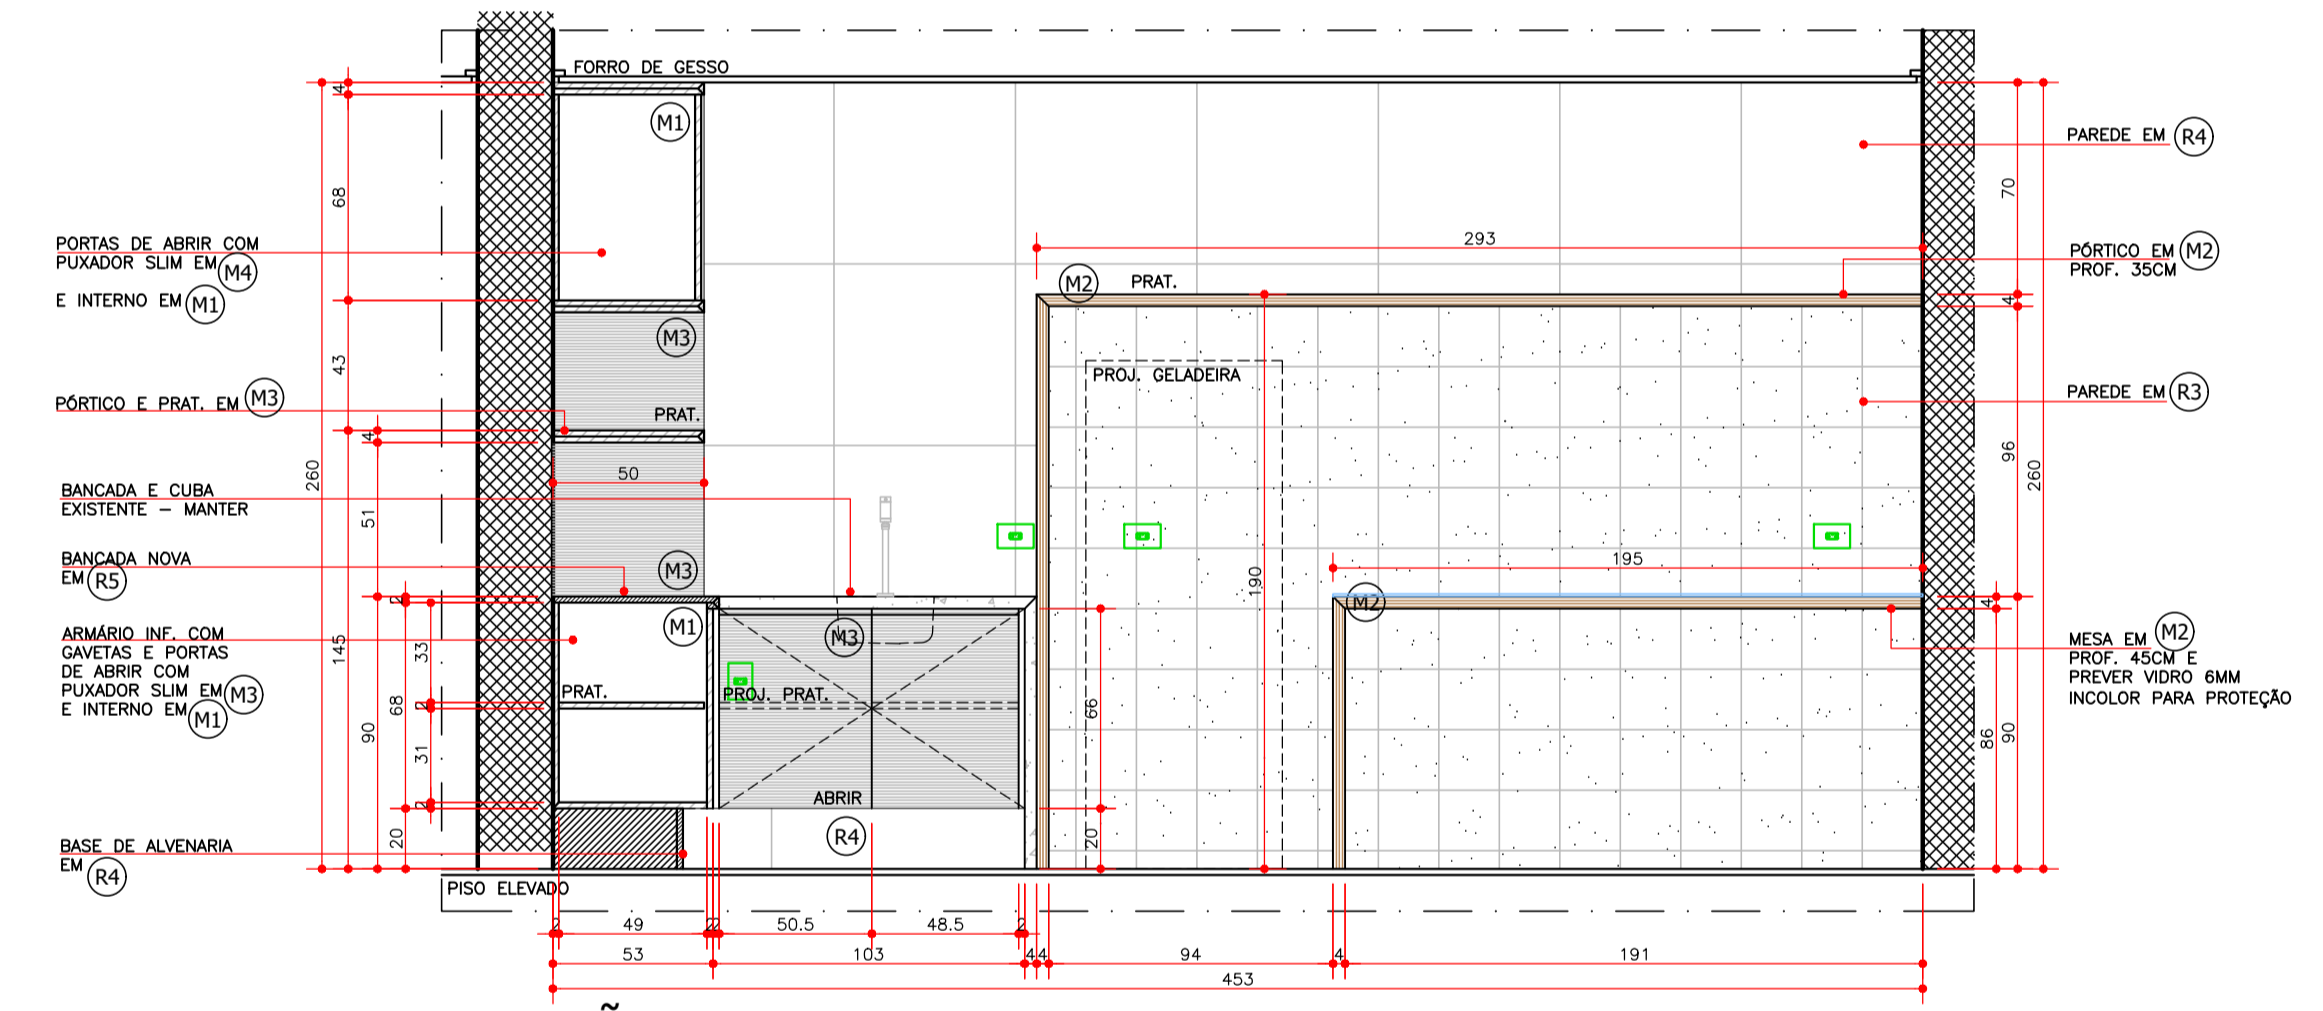 FORRO DE GESSO
M1
PAREDE EM R4
PORTAS DE ABRIR COM
PUXADOR SLIM EM M4
E INTERNO EM M1
293
PÓRTICO EM M2
PROF. 35CM
M2
PRAT.
M3
PROJ. GELADEIRA
PÓRTICO E PRAT. EM M3
PRAT.
PAREDE EM R3
50
BANCADA E CUBA
EXISTENTE – MANTER
BANCADA NOVA
EM R5
M3
195
M2
M1
M3
ARMÁRIO INF. COM
GAVETAS E PORTAS
DE ABRIR COM
PUXADOR SLIM EM M3
E INTERNO EM M1
PRAT.
PROJ. PRAT.
MESA EM M2
PROF. 45CM E
PREVER VIDRO 6MM
INCOLOR PARA PROTEÇÃO
ABRIR
R4
BASE DE ALVENARIA
EM R4
PISO ELEVADO
260
4
68
43
145
4
51
90
2
68
20
33
2
31
2
190
66
20
70
4
96
4
86
90
260
2
49
2
2
50.5
48.5
2
53
103
4
4
94
4
191
453
~